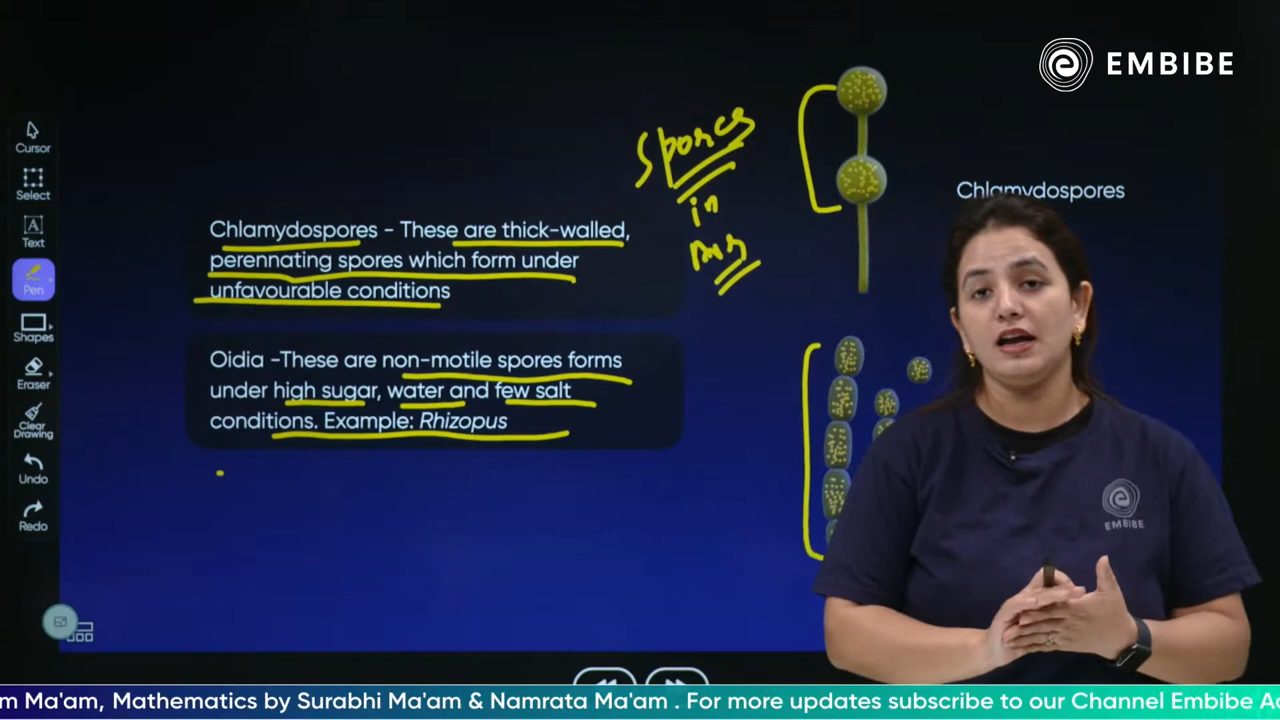 EMBIBE
Cursor
Select
Text
Pen
Shapes
Eraser
Clear
Drawing
Undo
Redo
Spores
in
Chlamydospores
Chlamydospores - These are thick-walled,
perennating spores which form under
unfavourable conditions
Oidia -These are non-motile spores forms
under high sugar, water and few salt
conditions. Example: Rhizopus
EMBIBE
m Ma'am, Mathematics by Surabhi Ma'am & Namrata Ma'am . For more updates subscribe to our Channel Embibe A